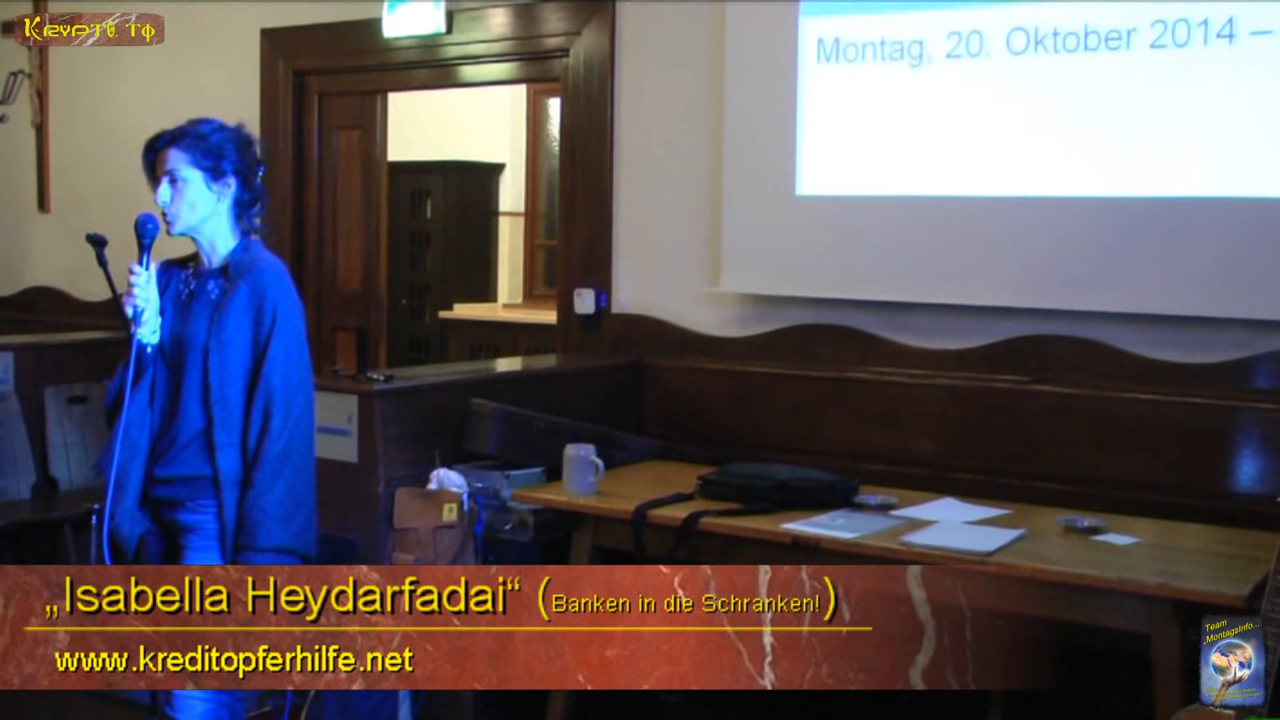 Krypto TV
Montag, 20. Oktober 2014 –
„Isabella Heydarfadai“ (Banken in die Schranken!)
www.kreditopferhilfe.net
Team
„MontagsInfo...